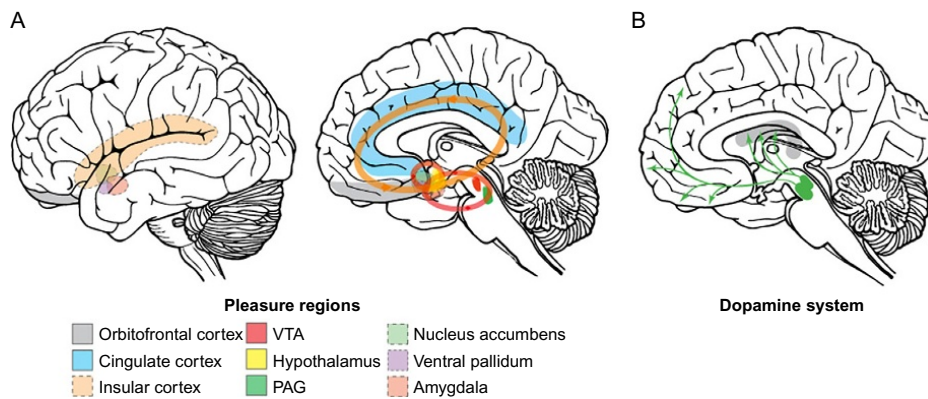 A
B
Pleasure regions
Dopamine system
Orbitofrontal cortex
VTA
Nucleus accumbens
Cingulate cortex
Hypothalamus
Ventral pallidum
Insular cortex
PAG
Amygdala